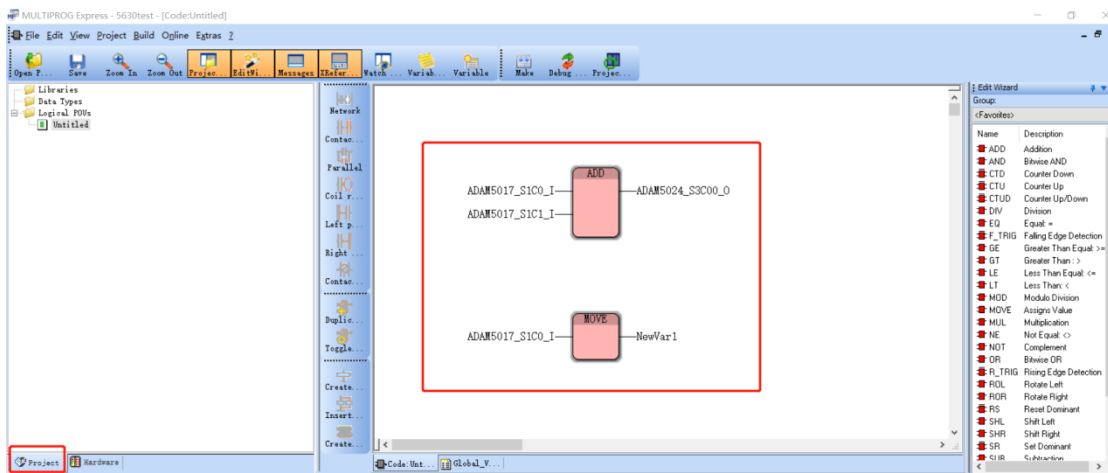 MULTIPROG Express - 5630test - [Code:Untitled]
File Edit View Project Build Online Extras ?
Open P... Save Zoom In Zoom Out Projec... EditWi... Messages XRefer... Watch ... Variab... Variable Make Debug ... Projec...
Libraries
Data Types
Logical POUs
Untitled
Network
Contac...
Parallel
Coil r...
Left p...
Right ...
Contac...
Duplic...
Toggle...
Create...
Insert...
Create...
ADD
ADAM5017_S1C0_I
ADAM5024_S3C00_O
ADAM5017_S1C1_I
MOVE
ADAM5017_S1C0_I
NewVar1
Edit Wizard
Group:
<Favorites>
Name Description
ADD Addition
AND Bitwise AND
CTD Counter Down
CTU Counter Up
CTUD Counter Up/Down
DIV Division
EQ Equal: =
F_TRIG Falling Edge Detection
GE Greater Than Equal: >=
GT Greater Than : >
LE Less Than Equal: <=
LT Less Than: <
MOD Modulo Division
MOVE Assigns Value
MUL Multiplication
NE Not Equal: <>
NOT Complement
OR Bitwise OR
R_TRIG Rising Edge Detection
ROL Rotate Left
ROR Rotate Right
RS Reset Dominant
SHL Shift Left
SHR Shift Right
SR Set Dominant
SUB Subtraction
Project Hardware
Code:Unt... Global_V...